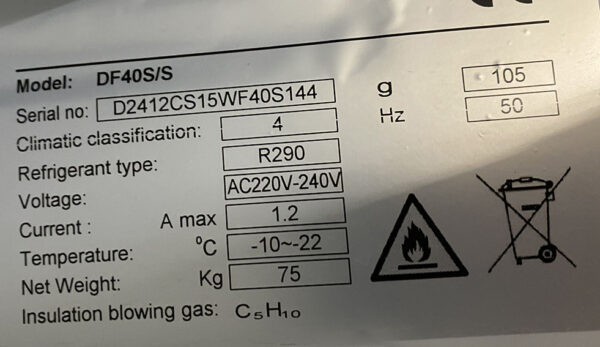 Model: DF40S/S
Serial no: D2412CS15WF40S144
Climatic classification: 4
Refrigerant type: R290 g 105
Voltage: AC220V-240V Hz 50
Current : A max 1.2
Temperature: ºC -10~-22
Net Weight: Kg 75
Insulation blowing gas: C₅H₁₀